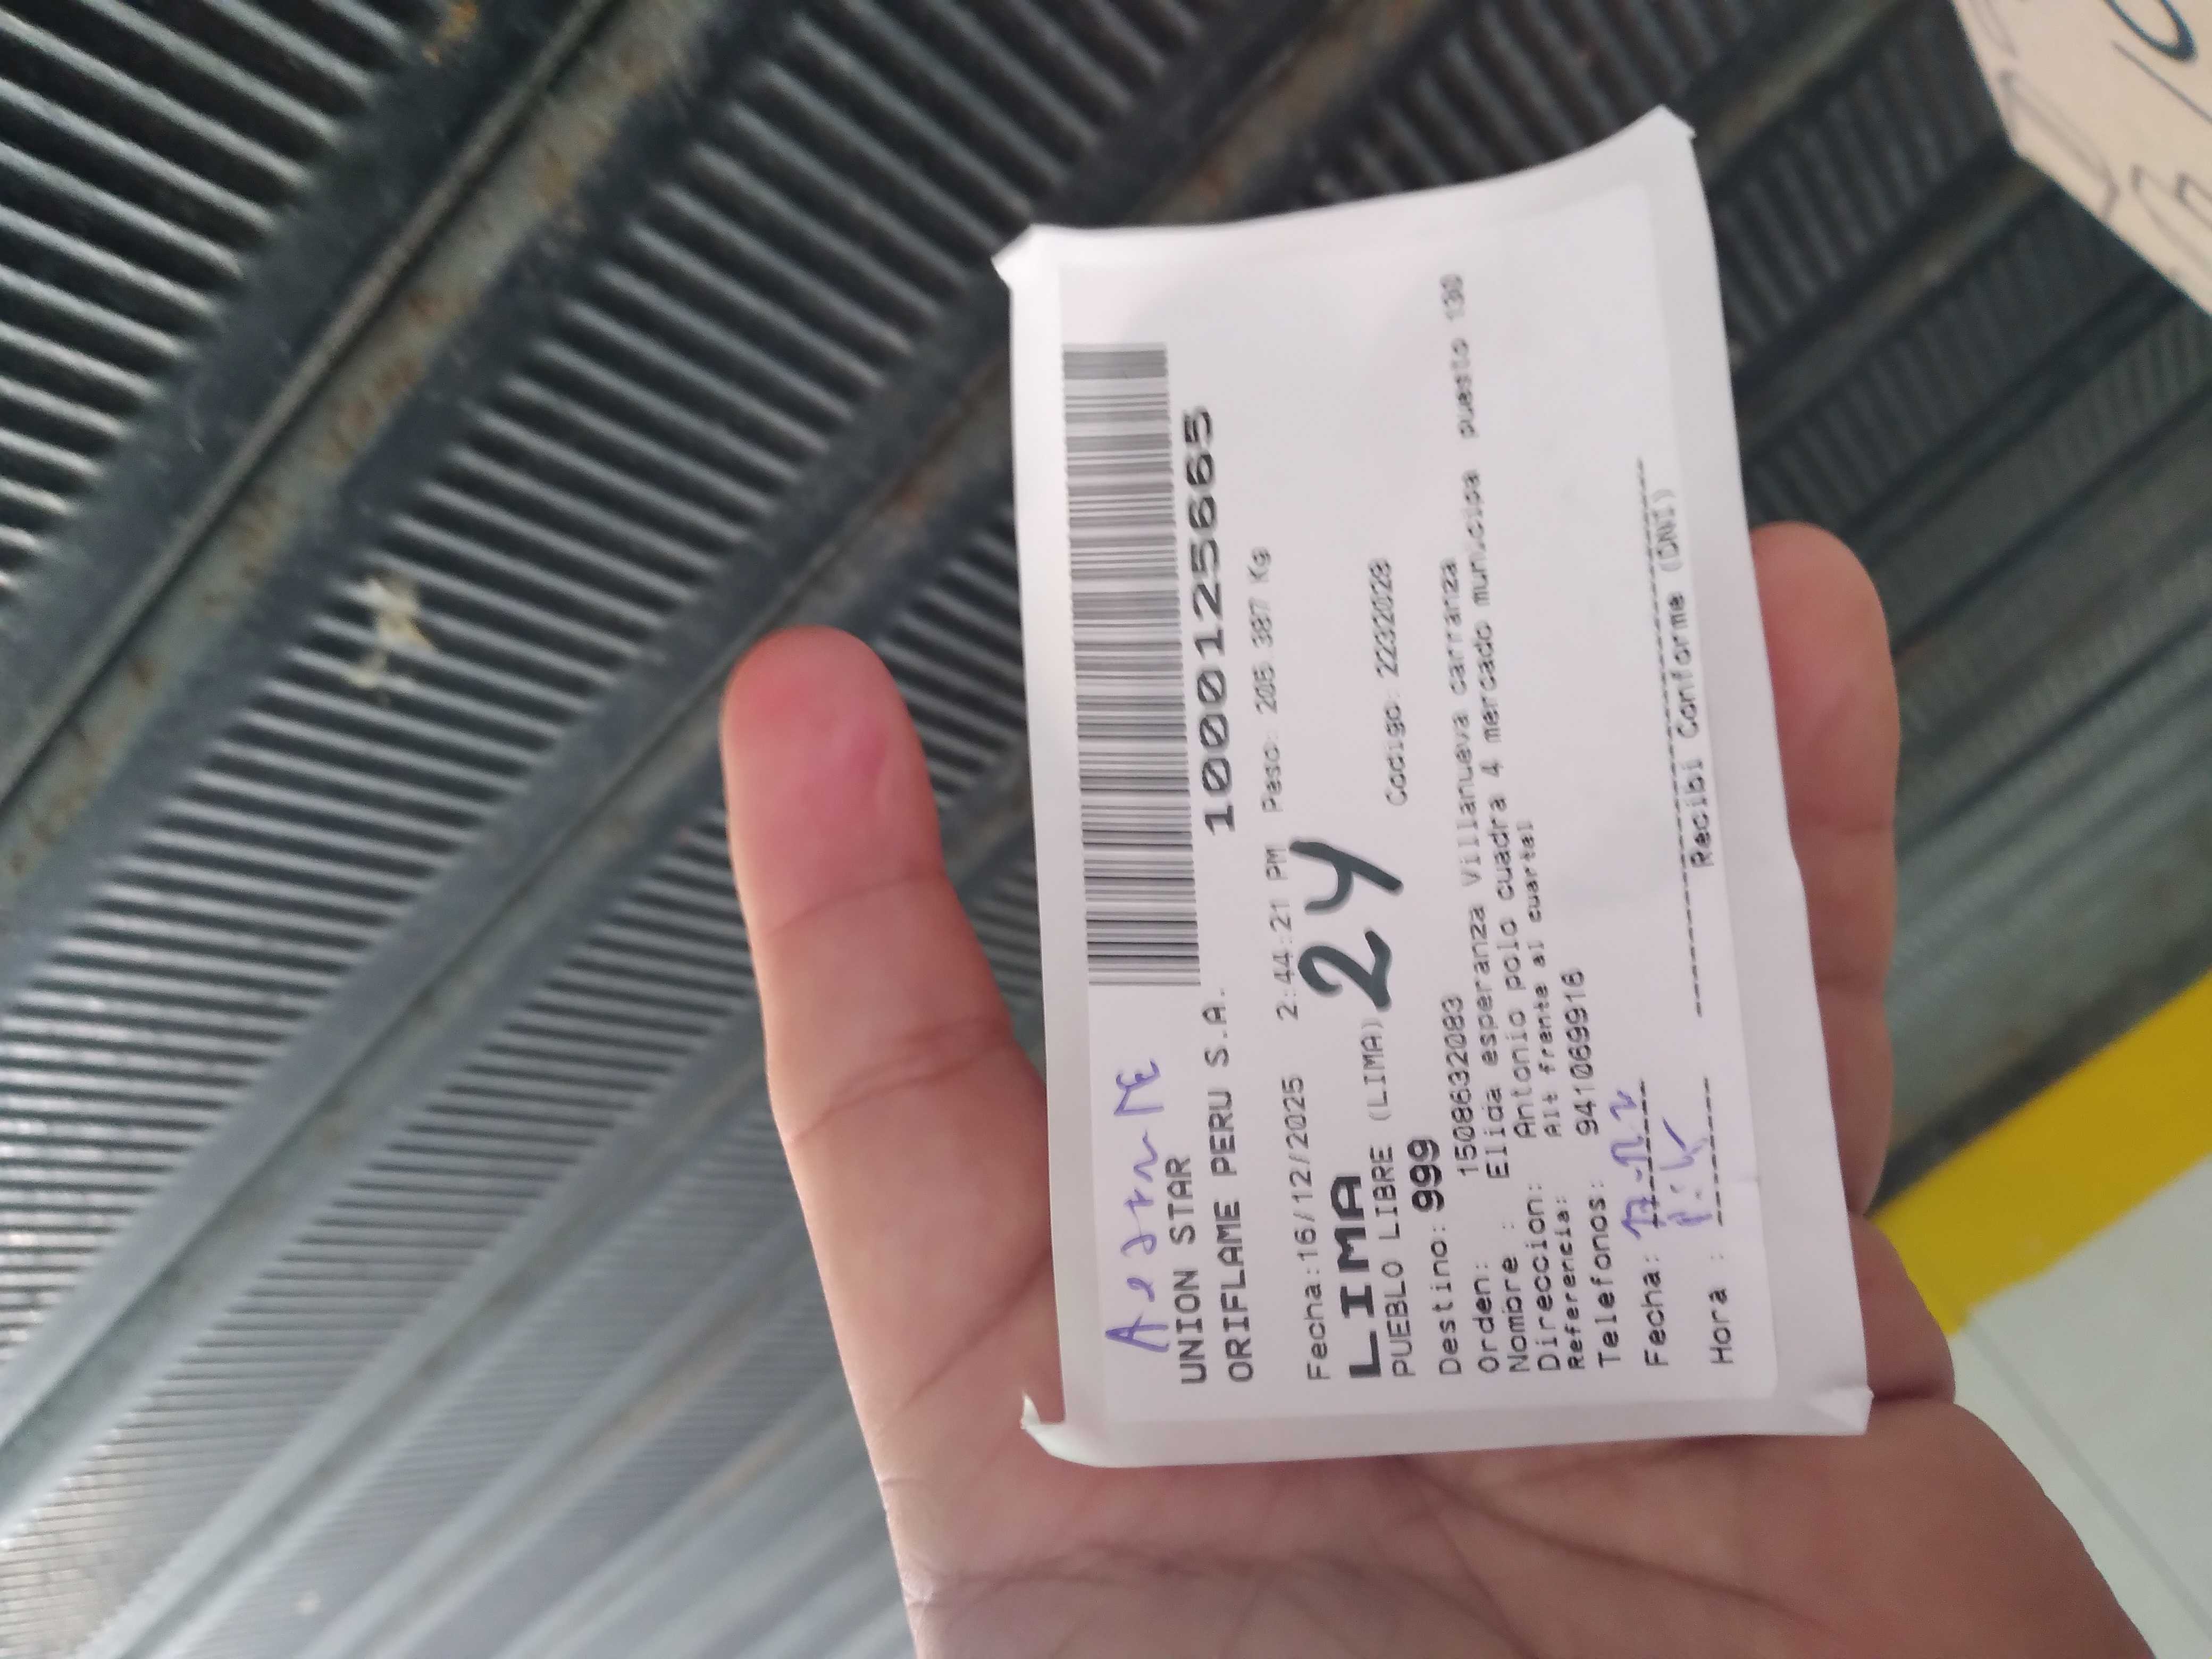 UNION STAR
ORIFLAME PERU S.A.
1000125665
Fecha:16/12/2025 2:44:21 PM Peso: 205.387 Kg
LIMA
24
PUEBLO LIBRE (LIMA)
Destino: 999 Codigo: 2232029
Orden: 1508632083
Nombre : Elida esperanza Villanueva carranza
Direccion: Antonio polo cuadra 4 mercado municipa puesto 130
Referencia: Alt frente al cuartel
Telefonos: 941069916
Fecha:
Hora :
Recibi Conforme (DNI)